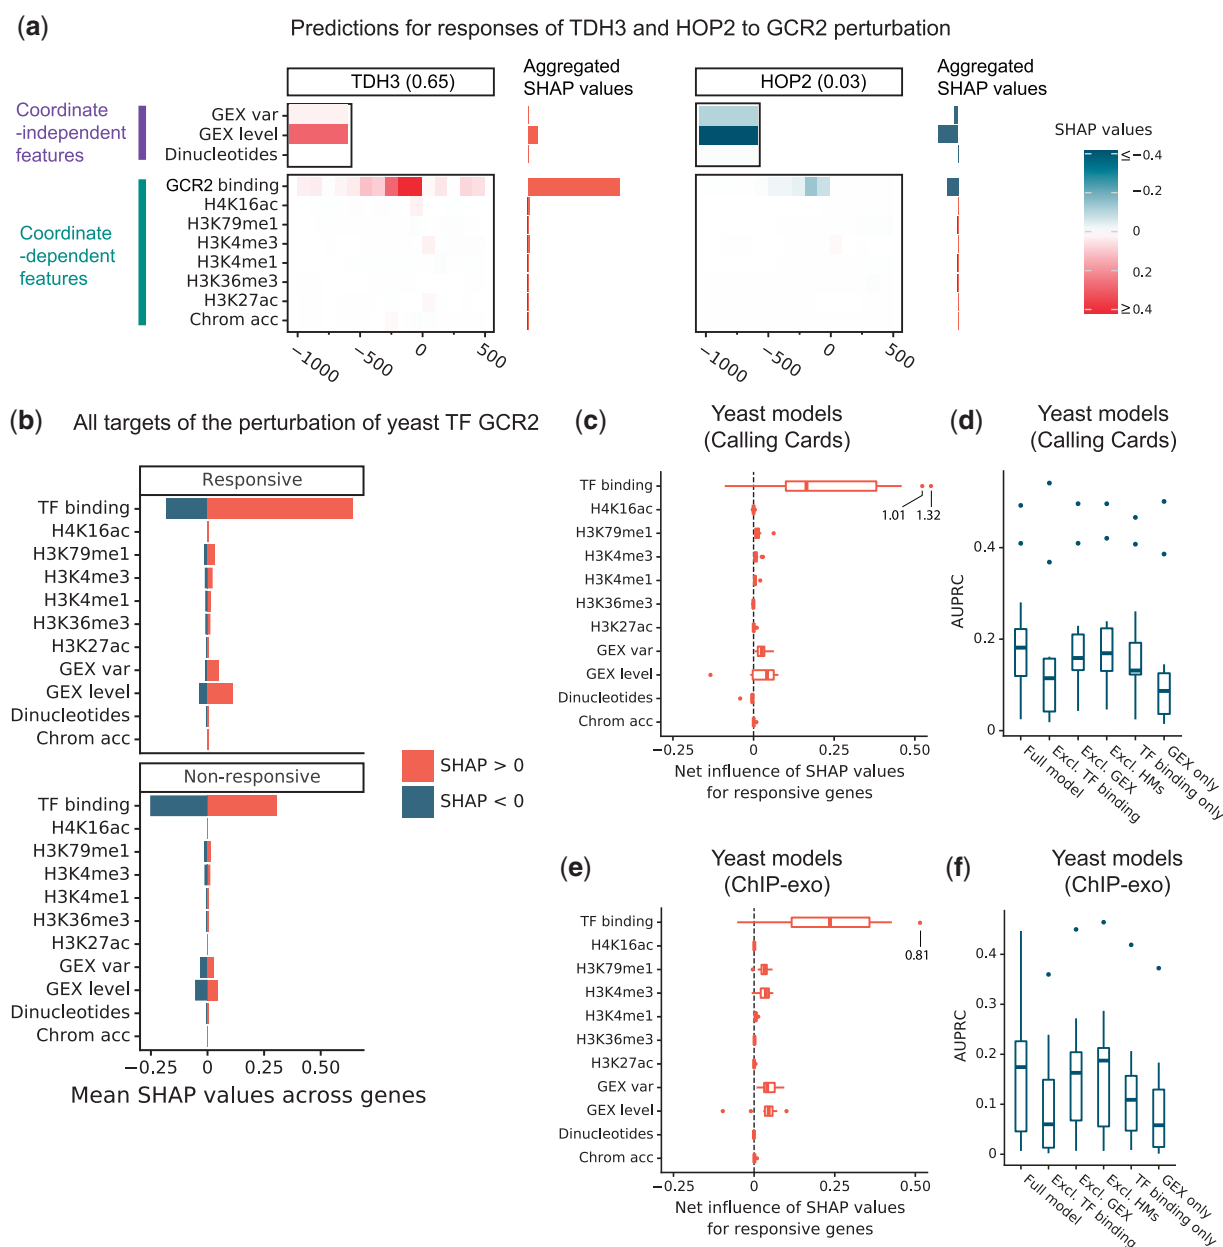 (a)
Predictions for responses of TDH3 and HOP2 to GCR2 perturbation
TDH3 (0.65)
Aggregated
SHAP values
HOP2 (0.03)
Aggregated
SHAP values
Coordinate
-independent
features
GEX var
GEX level
Dinucleotides
Coordinate
-dependent
features
GCR2 binding
H4K16ac
H3K79me1
H3K4me3
H3K4me1
H3K36me3
H3K27ac
Chrom acc
−1000
−500
0
500
−1000
−500
0
500
SHAP values
≤−0.4
−0.2
0
0.2
≥0.4
(b)
All targets of the perturbation of yeast TF GCR2
Responsive
TF binding
H4K16ac
H3K79me1
H3K4me3
H3K4me1
H3K36me3
H3K27ac
GEX var
GEX level
Dinucleotides
Chrom acc
Non-responsive
TF binding
H4K16ac
H3K79me1
H3K4me3
H3K4me1
H3K36me3
H3K27ac
GEX var
GEX level
Dinucleotides
Chrom acc
−0.25
0
0.25
0.50
Mean SHAP values across genes
SHAP > 0
SHAP < 0
(c)
Yeast models
(Calling Cards)
TF binding
H4K16ac
H3K79me1
H3K4me3
H3K4me1
H3K36me3
H3K27ac
GEX var
GEX level
Dinucleotides
Chrom acc
1.01
1.32
−0.25
0
0.25
0.50
Net influence of SHAP values
for responsive genes
(d)
Yeast models
(Calling Cards)
AUPRC
0.4
0.2
0
Full model
Excl. TF binding
Excl. GEX
Excl. HMs
TF binding only
GEX only
(e)
Yeast models
(ChIP-exo)
TF binding
H4K16ac
H3K79me1
H3K4me3
H3K4me1
H3K36me3
H3K27ac
GEX var
GEX level
Dinucleotides
Chrom acc
0.81
−0.25
0
0.25
0.50
Net influence of SHAP values
for responsive genes
(f)
Yeast models
(ChIP-exo)
AUPRC
0.4
0.3
0.2
0.1
0
Full model
Excl. TF binding
Excl. GEX
Excl. HMs
TF binding only
GEX only